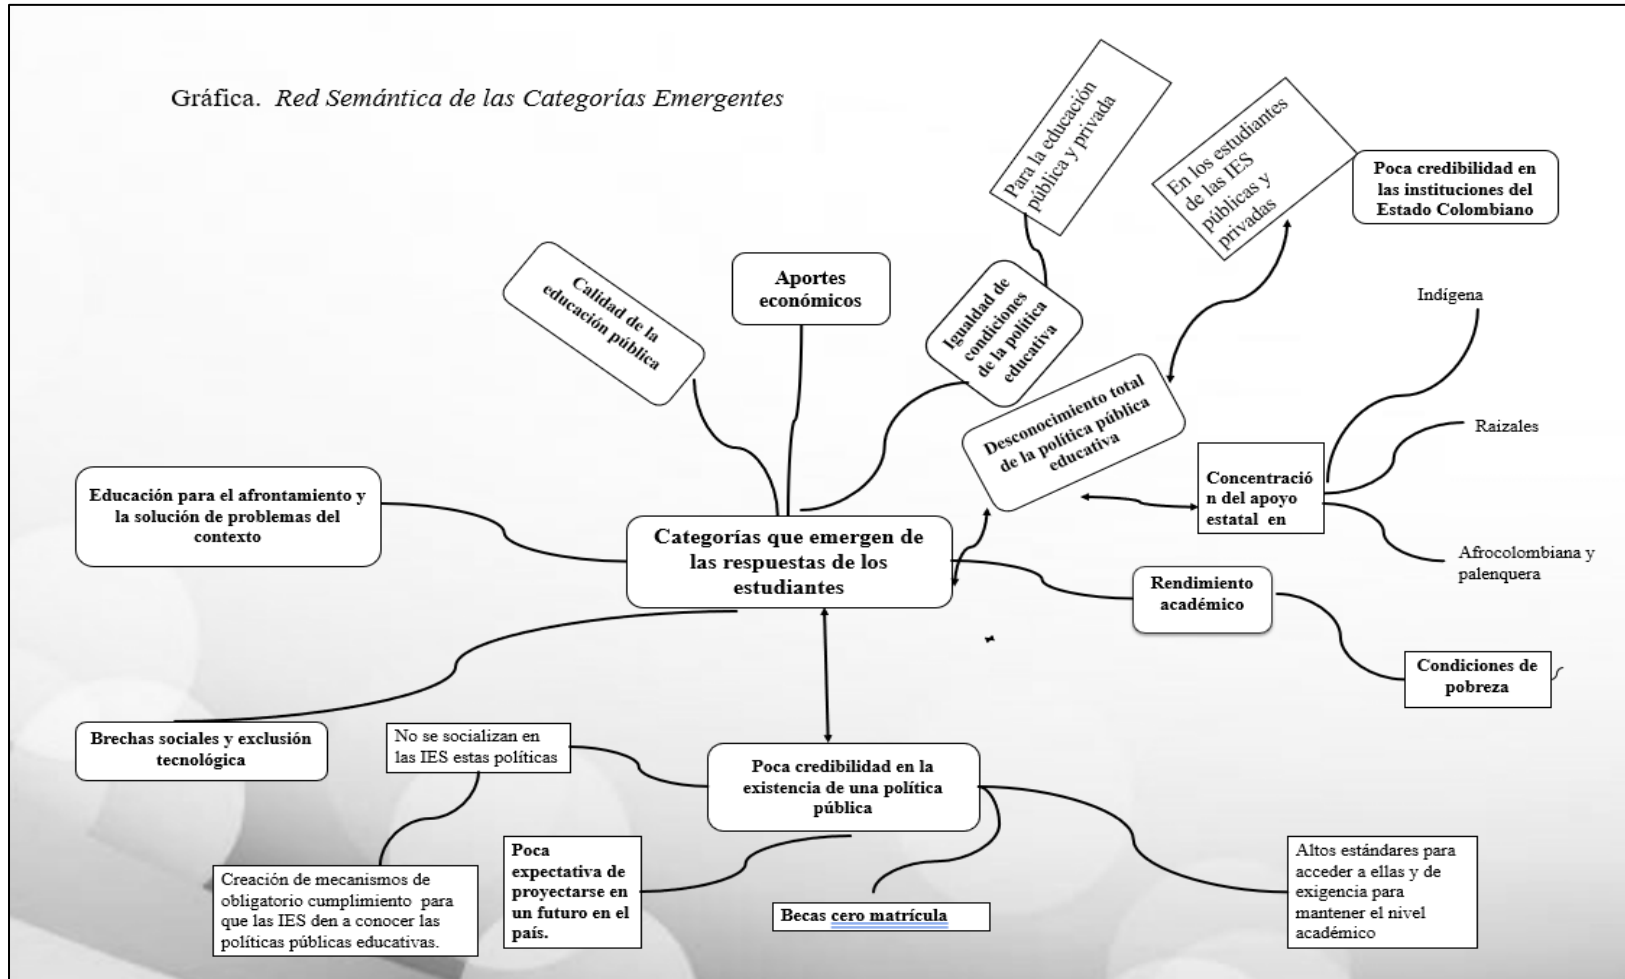 Gráfica. Red Semántica de las Categorías Emergentes
Para la educación
pública y privada
En los estudiantes
de las IES
públicas y
privadas
Poca credibilidad en
las instituciones del
Estado Colombiano
Calidad de la
educación pública
Aportes
económicos
Igualdad de
condiciones
de la política
educativa
Desconocimiento total
de la política pública
educativa
Indígena
Raizales
Concentració
n del apoyo
estatal en
Afrocolombiana y
palenquera
Educación para el afrontamiento y
la solución de problemas del
contexto
Categorías que emergen de
las respuestas de los
estudiantes
Rendimiento
académico
Condiciones de
pobreza
Brechas sociales y exclusión
tecnológica
No se socializan en
las IES estas políticas
Poca credibilidad en la
existencia de una política
pública
Creación de mecanismos de
obligatorio cumplimiento para
que las IES den a conocer las
políticas públicas educativas.
Poca
expectativa de
proyectarse en
un futuro en el
país.
Becas cero matrícula
Altos estándares para
acceder a ellas y de
exigencia para
mantener el nivel
académico